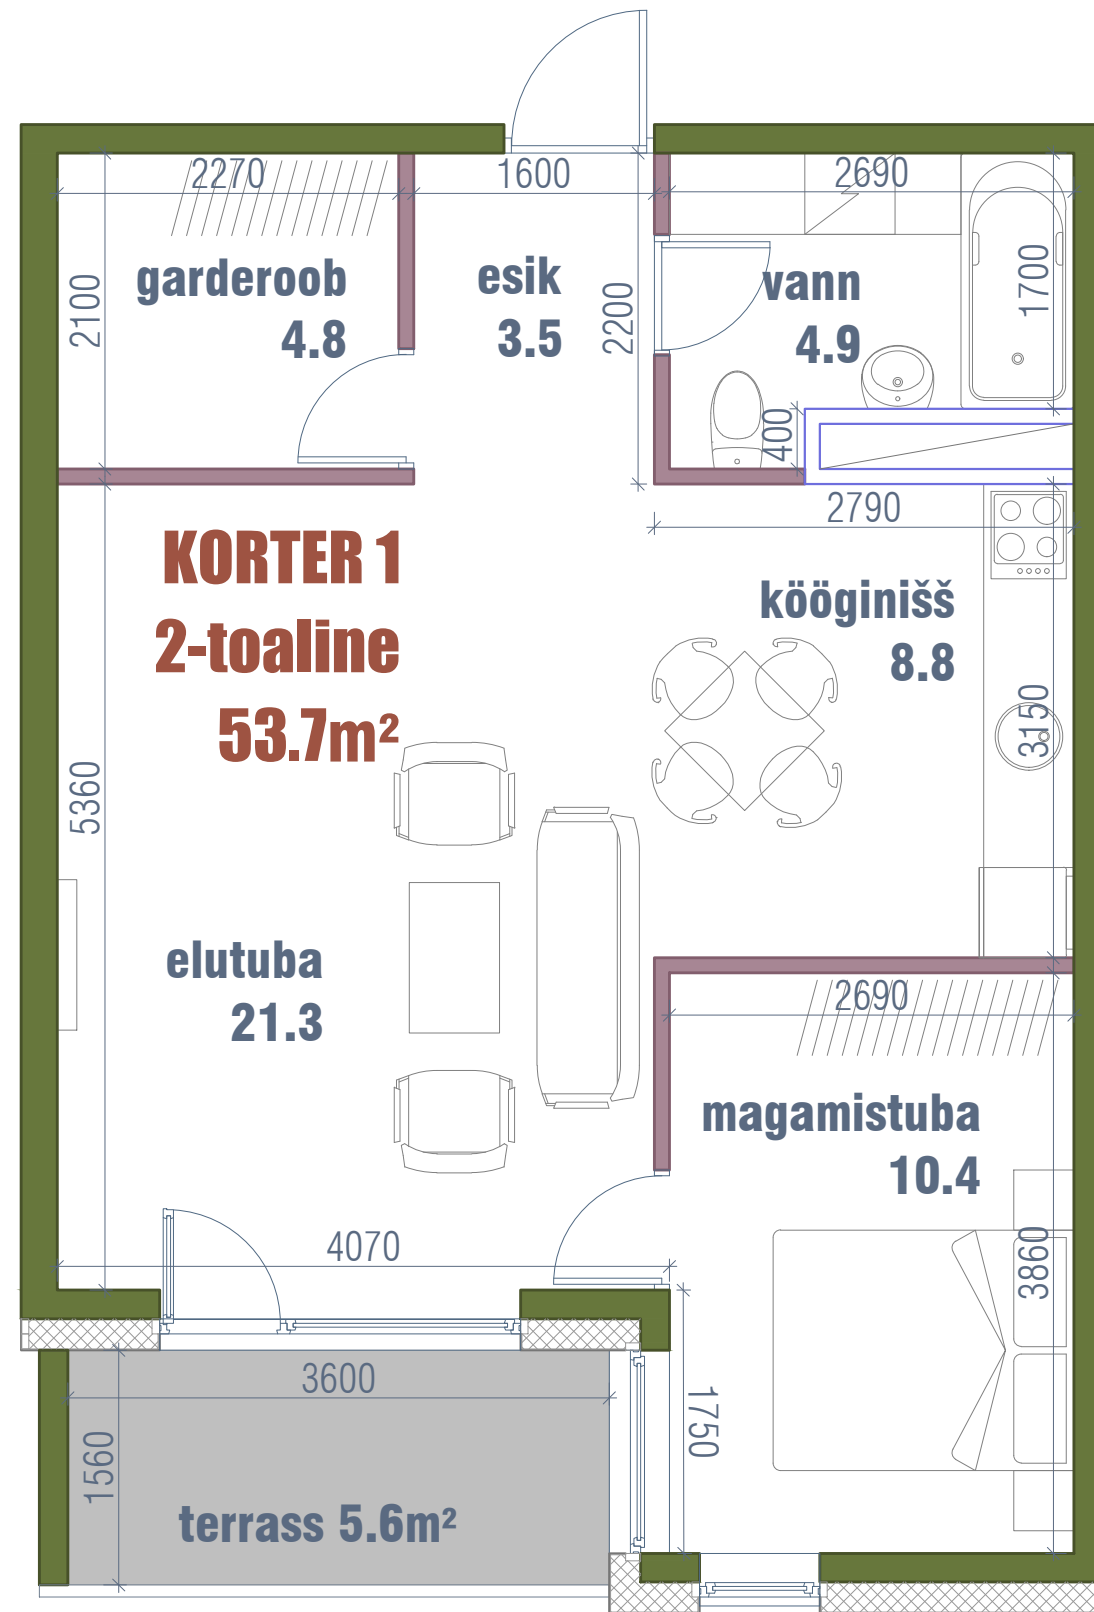 2270
1600
2690
garderoob
4.8
esik
3.5
vann
4.9
2100
2200
1700
400
2790
KORTER 1
2-toaline
53.7m²
kööginišš
8.8
5360
3150
elutuba
21.3
2690
magamistuba
10.4
4070
3860
3600
1750
1560
terrass 5.6m²